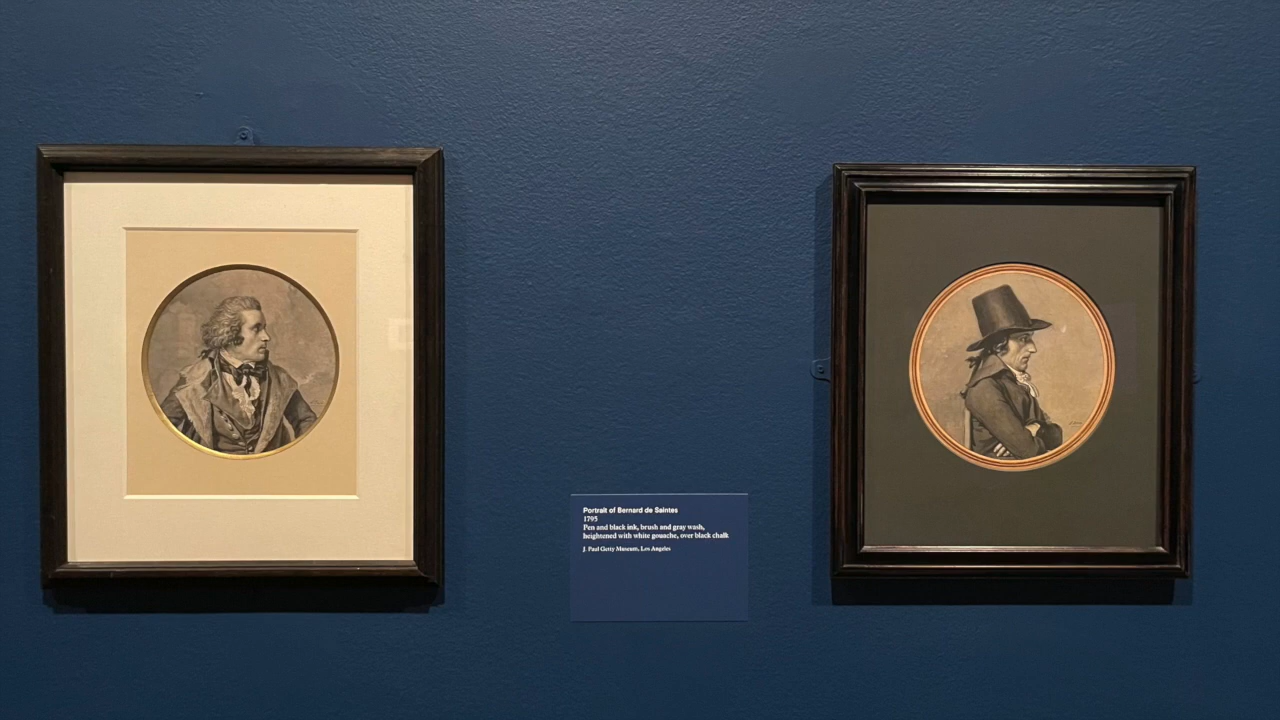 Portrait of Bernard de Saintes
1795
Pen and black ink, brush and gray wash,
heightened with white gouache, over black chalk
J. Paul Getty Museum, Los Angeles